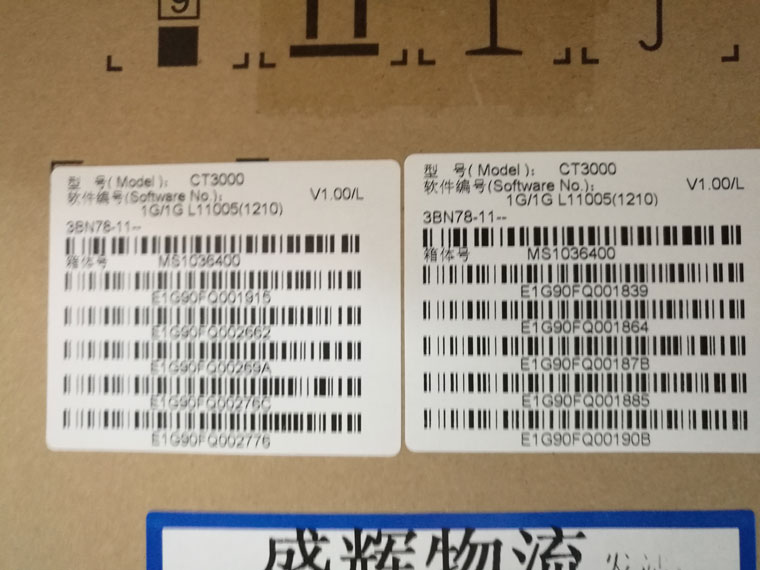 9
型 号(Model): CT3000
软件编号(Software No.): V1.00/L
1G/1G L11005(1210)
3BN78-11--
箱体号 MS1036400
E1G90FQ001915
E1G90FQ002662
E1G90FQ00269A
E1G90FQ00276C
E1G90FQ002776
型 号(Model): CT3000
软件编号(Software No.): V1.00/L
1G/1G L11005(1210)
3BN78-11--
箱体号 MS1036400
E1G90FQ001839
E1G90FQ001864
E1G90FQ00187B
E1G90FQ001885
E1G90FQ00190B
盛辉物流